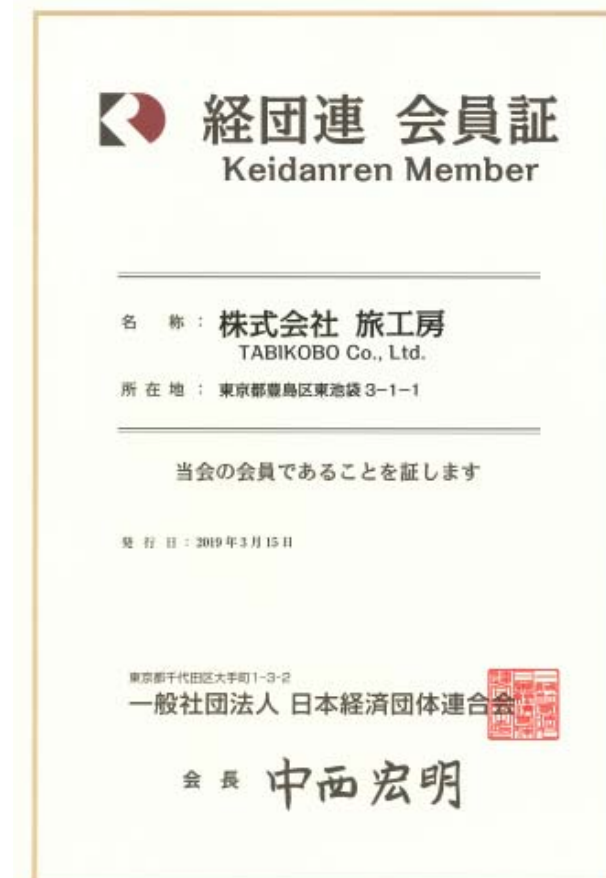 経団連 会員証
Keidanren Member
名 称 : 株式会社 旅工房
TABIKOBO Co., Ltd.
所 在 地 : 東京都豊島区東池袋 3-1-1
当会の会員であることを証します
発 行 日 : 2019 年 3 月 15 日
東京都千代田区大手町1-3-2
一般社団法人 日本経済団体連合会
会 長 中西宏明